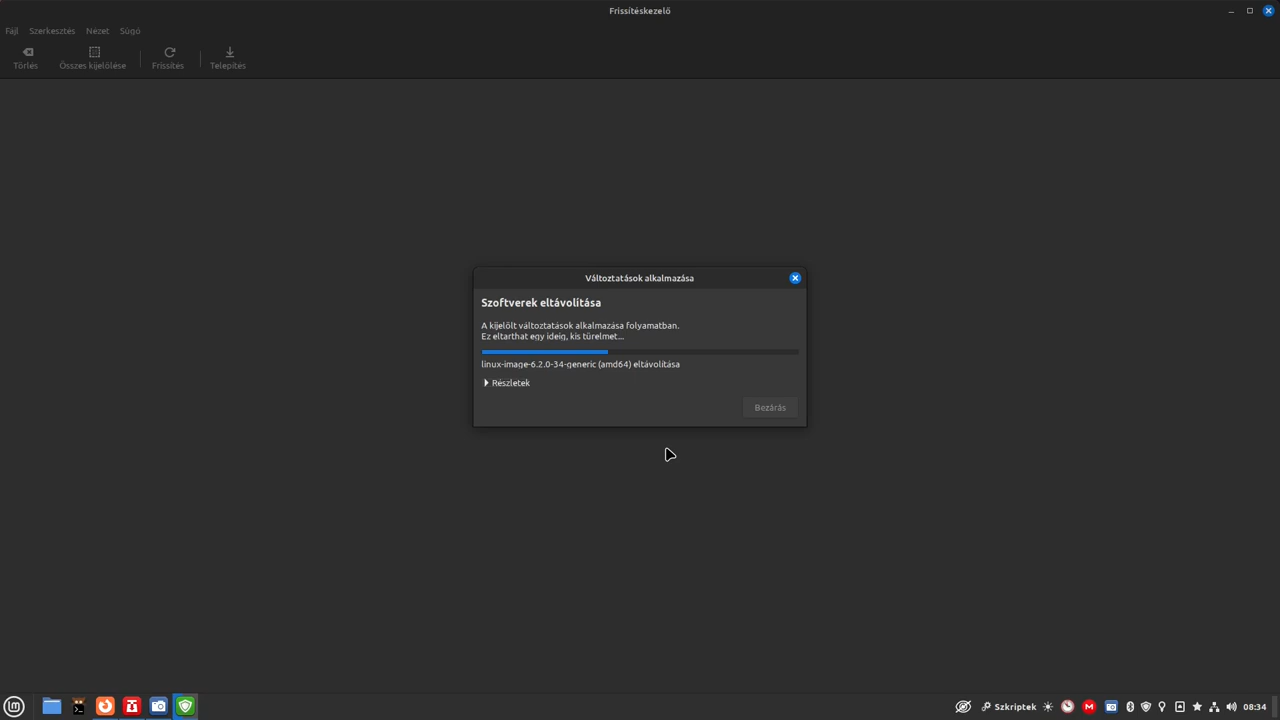 Frissítéskezelő
Fájl Szerkesztés Nézet Súgó
Törlés Összes kijelölése Frissítés Telepítés
Változtatások alkalmazása
Szoftverek eltávolítása
A kijelölt változtatások alkalmazása folyamatban.
Ez eltarthat egy ideig, kis türelmet...
linux-image-6.2.0-34-generic (amd64) eltávolítása
Részletek
Bezárás
Szkriptek 08:34